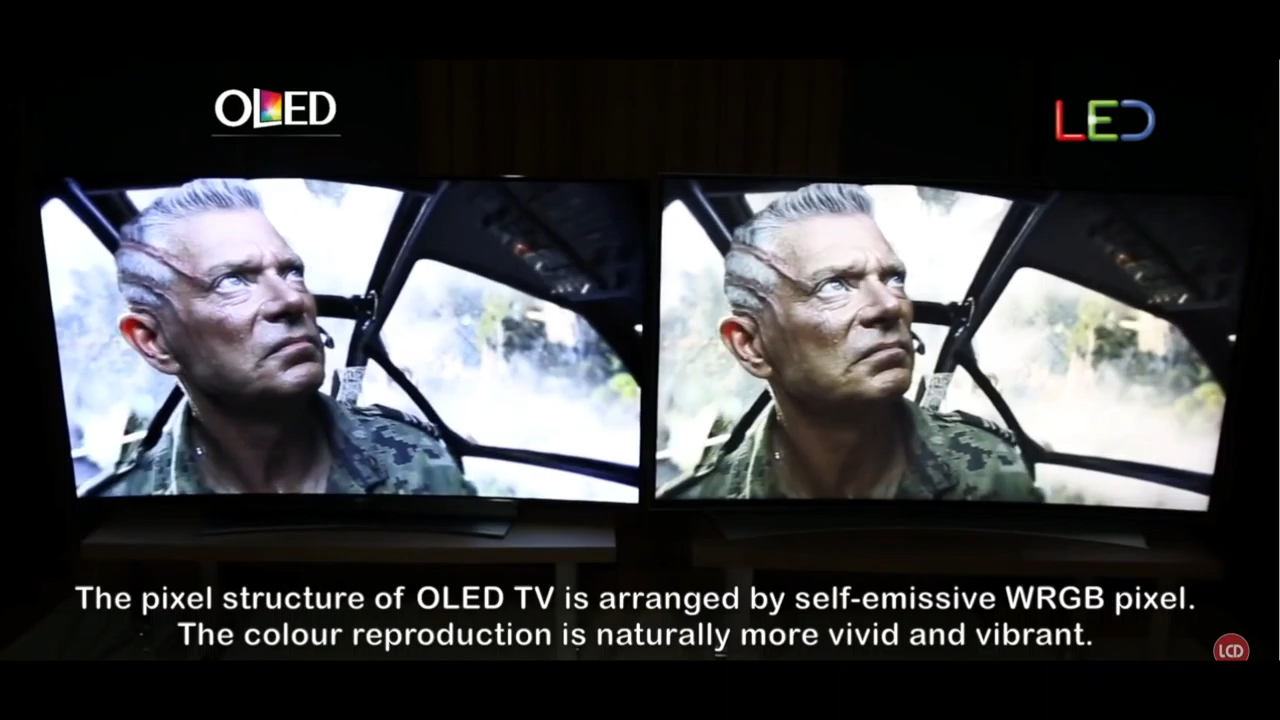 OLED
LED
The pixel structure of OLED TV is arranged by self-emissive WRGB pixel.
The colour reproduction is naturally more vivid and vibrant.
LCD